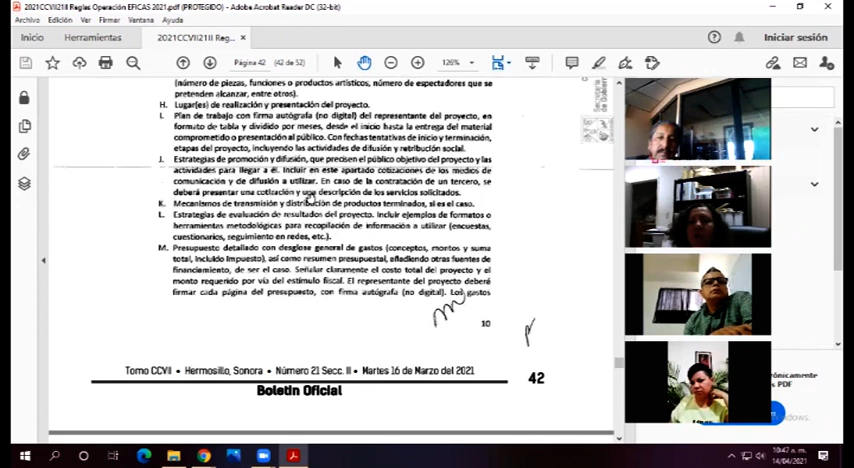 2021CCVII21II Reglas Operación EFICAS 2021.pdf (PROTEGIDO) - Adobe Acrobat Reader DC (32-bit)
Archivo Edición Ver Firmar Ventana Ayuda
Inicio Herramientas 2021CCVII21II Reg... × Iniciar sesión
Página 42 (42 de 52) 126%
(número de piezas, funciones o productos artísticos, número de espectadores que se
pretenden alcanzar, entre otros).
H. Lugar(es) de realización y presentación del proyecto.
I. Plan de trabajo con firma autógrafa (no digital) del representante del proyecto, en
formato de tabla y dividido por meses, desde el inicio hasta la entrega del material
comprometido o presentación al público. Con fechas tentativas de inicio y terminación,
etapas del proyecto, incluyendo las actividades de difusión y retribución social.
J. Estrategias de promoción y difusión, que precisen el público objetivo del proyecto y las
actividades para llegar a él. Incluir en este apartado cotizaciones de los medios de
comunicación y de difusión a utilizar. En caso de la contratación de un tercero, se
deberá presentar una cotización y una descripción de los servicios solicitados.
K. Mecanismos de transmisión y distribución de productos terminados, si es el caso.
L. Estrategias de evaluación de resultados del proyecto. Incluir ejemplos de formatos o
herramientas metodológicas para recopilación de información a utilizar (encuestas,
cuestionarios, seguimiento en redes, etc.).
M. Presupuesto detallado con desglose general de gastos (conceptos, montos y suma
total, incluido impuesto), así como resumen presupuestal, añadiendo otras fuentes de
financiamiento, de ser el caso. Señalar claramente el costo total del proyecto y el
monto requerido por vía del estímulo fiscal. El representante del proyecto deberá
firmar cada página del presupuesto, con firma autógrafa (no digital). Los gastos
10
Tomo CCVII • Hermosillo, Sonora • Número 21 Secc. II • Martes 16 de Marzo del 2021
Boletín Oficial
42
Secretaría
de Gobierno
PDF
10:47 a. m.
14/04/2021